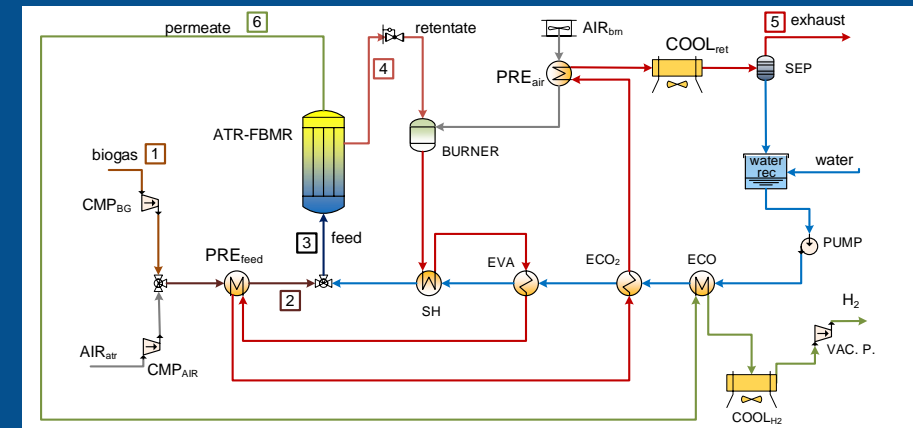 permeate 6
retentate
AIRbrn
5 exhaust
COOLret
SEP
4
PREair
ATR-FBMR
BURNER
biogas 1
water
rec
water
CMPBG
3 feed
PUMP
PREfeed
EVA
ECO2
ECO
H2
2
SH
AIRatr
CMPAIR
VAC. P.
COOLH2